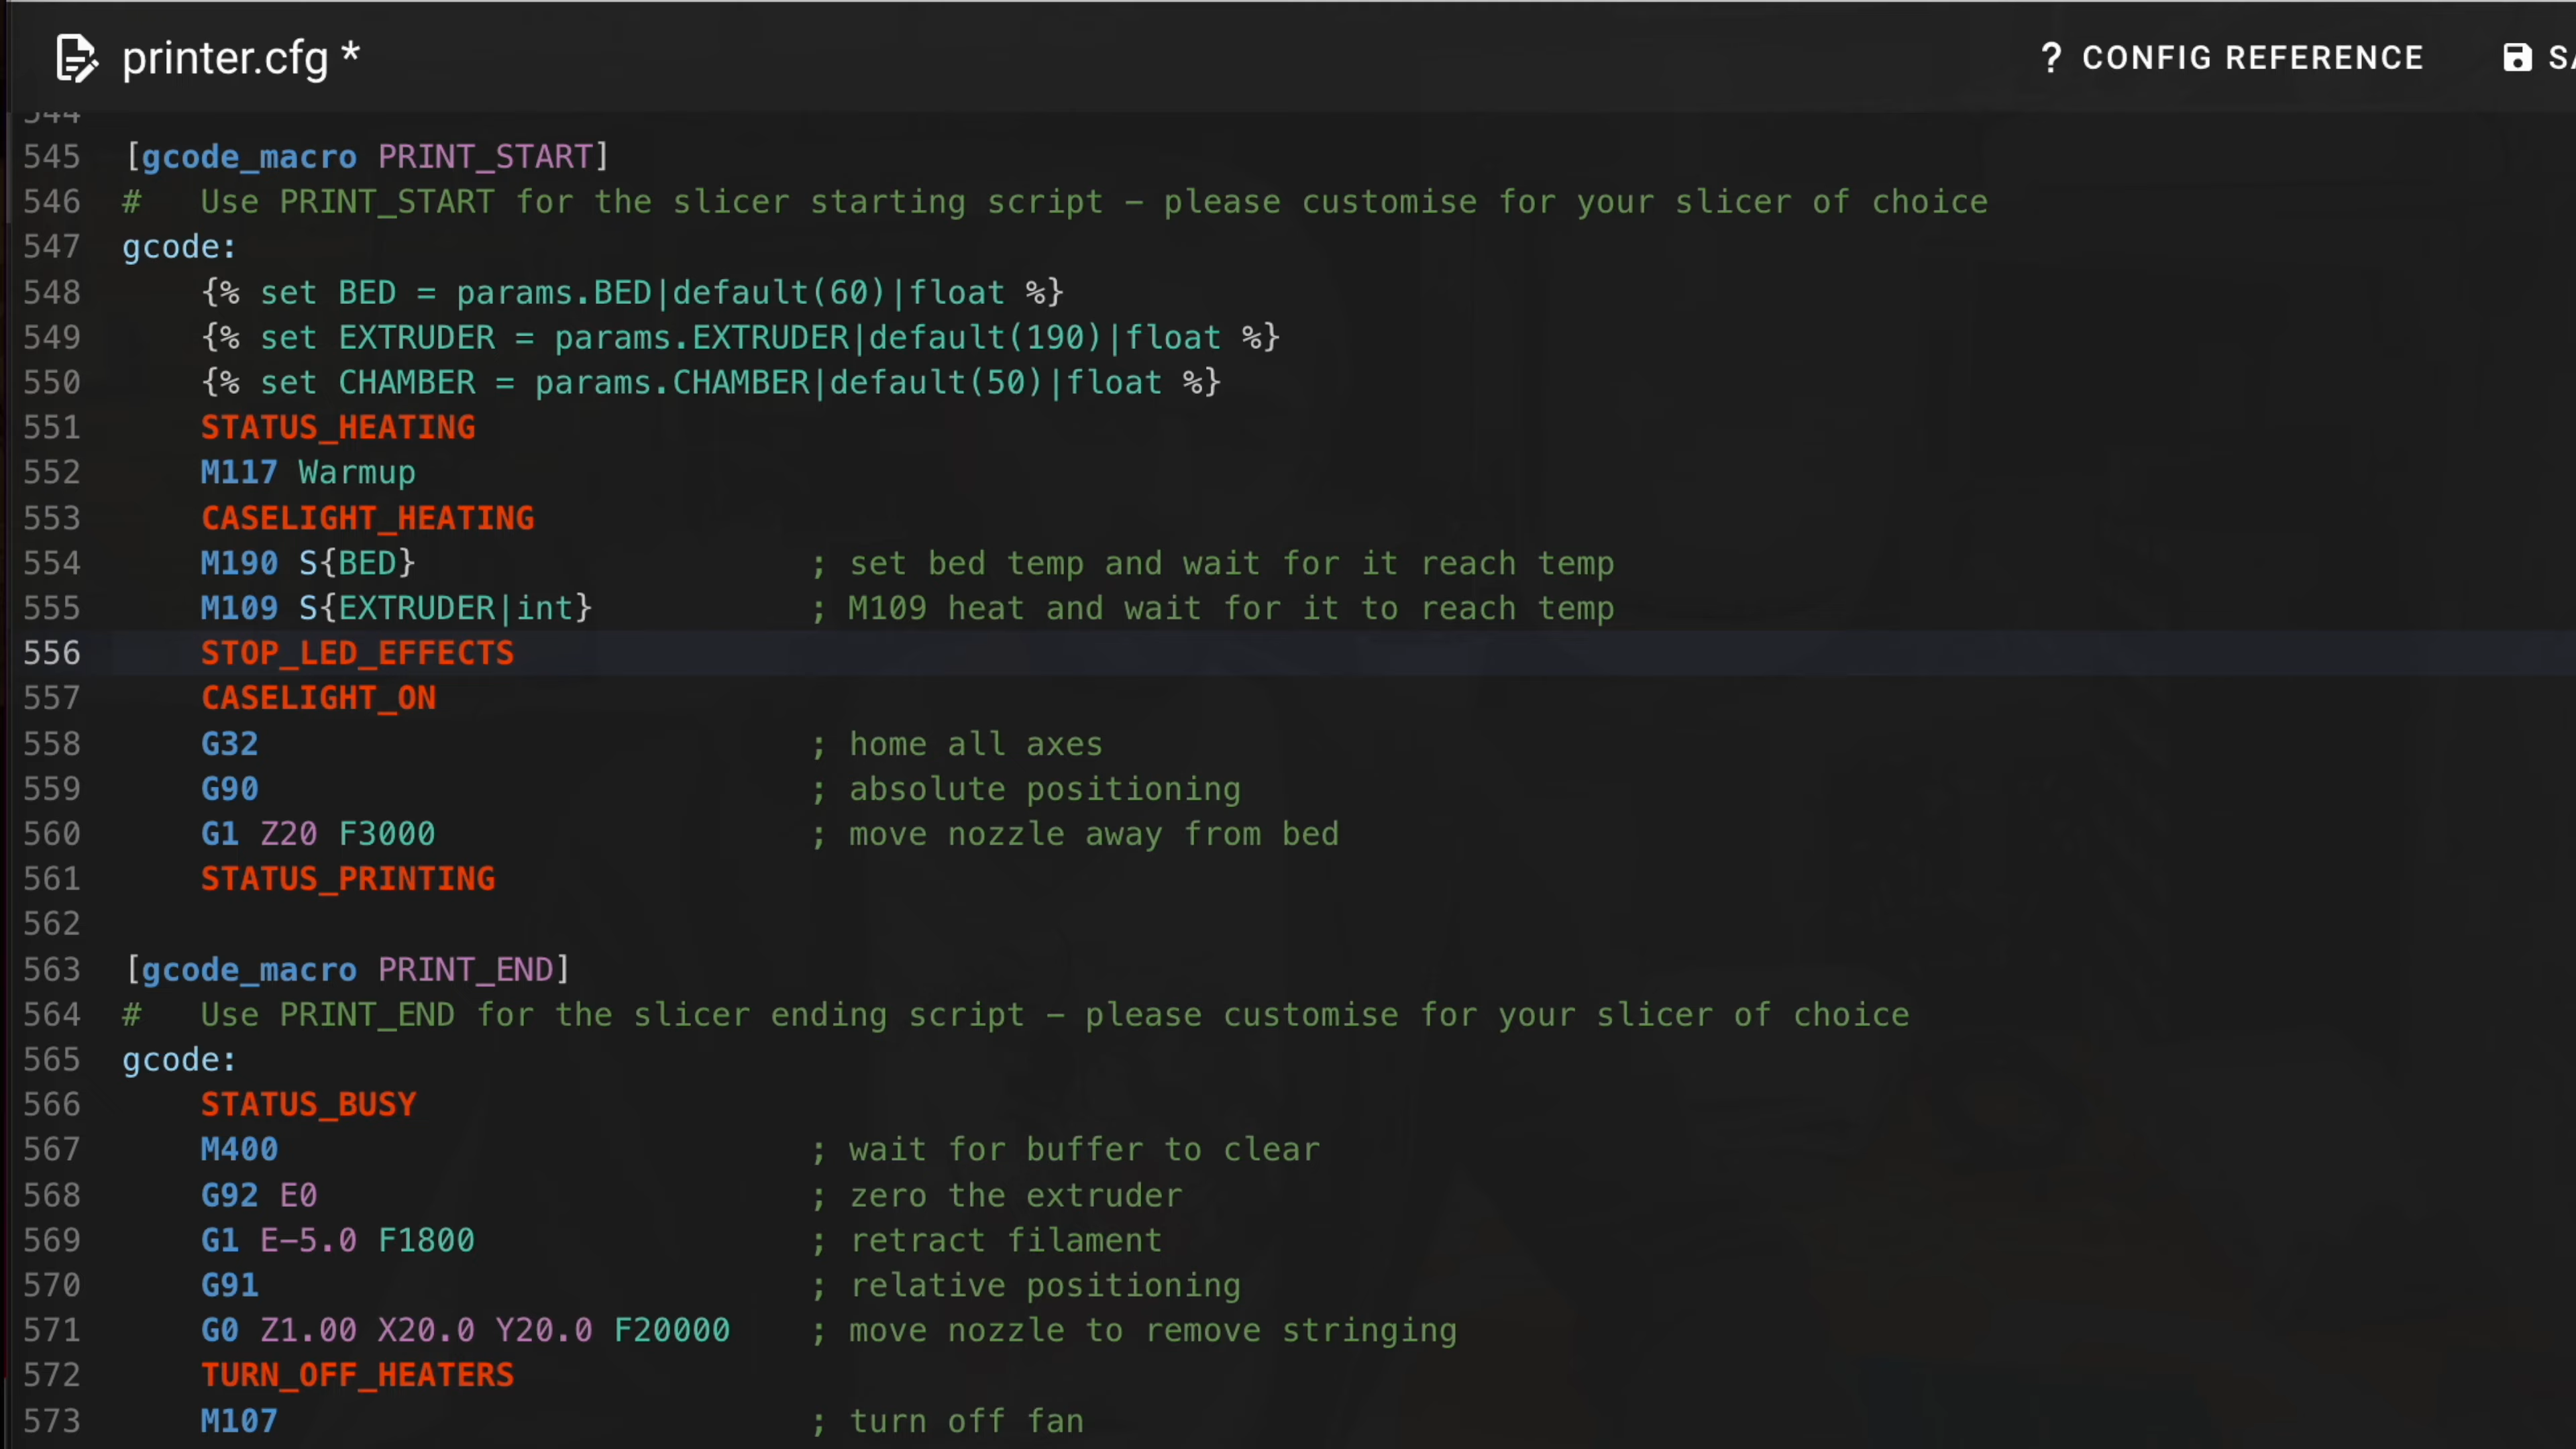 printer.cfg *
? CONFIG REFERENCE
544
545 [gcode_macro PRINT_START]
546 #   Use PRINT_START for the slicer starting script – please customise for your slicer of choice
547 gcode:
548     {% set BED = params.BED|default(60)|float %}
549     {% set EXTRUDER = params.EXTRUDER|default(190)|float %}
550     {% set CHAMBER = params.CHAMBER|default(50)|float %}
551     STATUS_HEATING
552     M117 Warmup
553     CASELIGHT_HEATING
554     M190 S{BED}                    ; set bed temp and wait for it reach temp
555     M109 S{EXTRUDER|int}           ; M109 heat and wait for it to reach temp
556     STOP_LED_EFFECTS
557     CASELIGHT_ON
558     G32                            ; home all axes
559     G90                            ; absolute positioning
560     G1 Z20 F3000                   ; move nozzle away from bed
561     STATUS_PRINTING
562
563 [gcode_macro PRINT_END]
564 #   Use PRINT_END for the slicer ending script – please customise for your slicer of choice
565 gcode:
566     STATUS_BUSY
567     M400                           ; wait for buffer to clear
568     G92 E0                         ; zero the extruder
569     G1 E-5.0 F1800                 ; retract filament
570     G91                            ; relative positioning
571     G0 Z1.00 X20.0 Y20.0 F20000    ; move nozzle to remove stringing
572     TURN_OFF_HEATERS
573     M107                           ; turn off fan